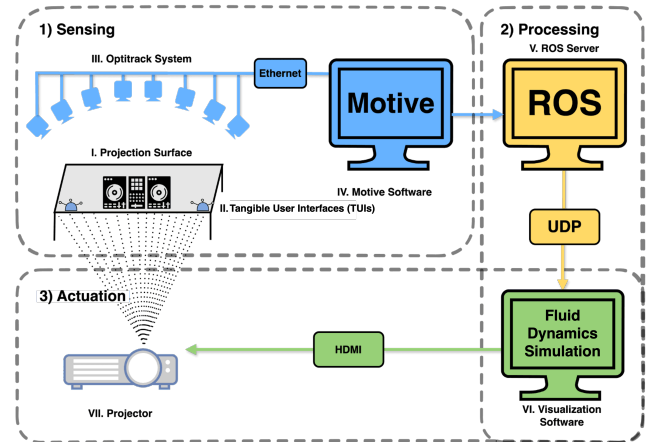 1) Sensing
2) Processing
V. ROS Server
III. Optitrack System
Ethernet
Motive
ROS
I. Projection Surface
IV. Motive Software
II. Tangible User Interfaces (TUIs)
UDP
3) Actuation
Fluid
Dynamics
Simulation
HDMI
VII. Projector
VI. Visualization
Software